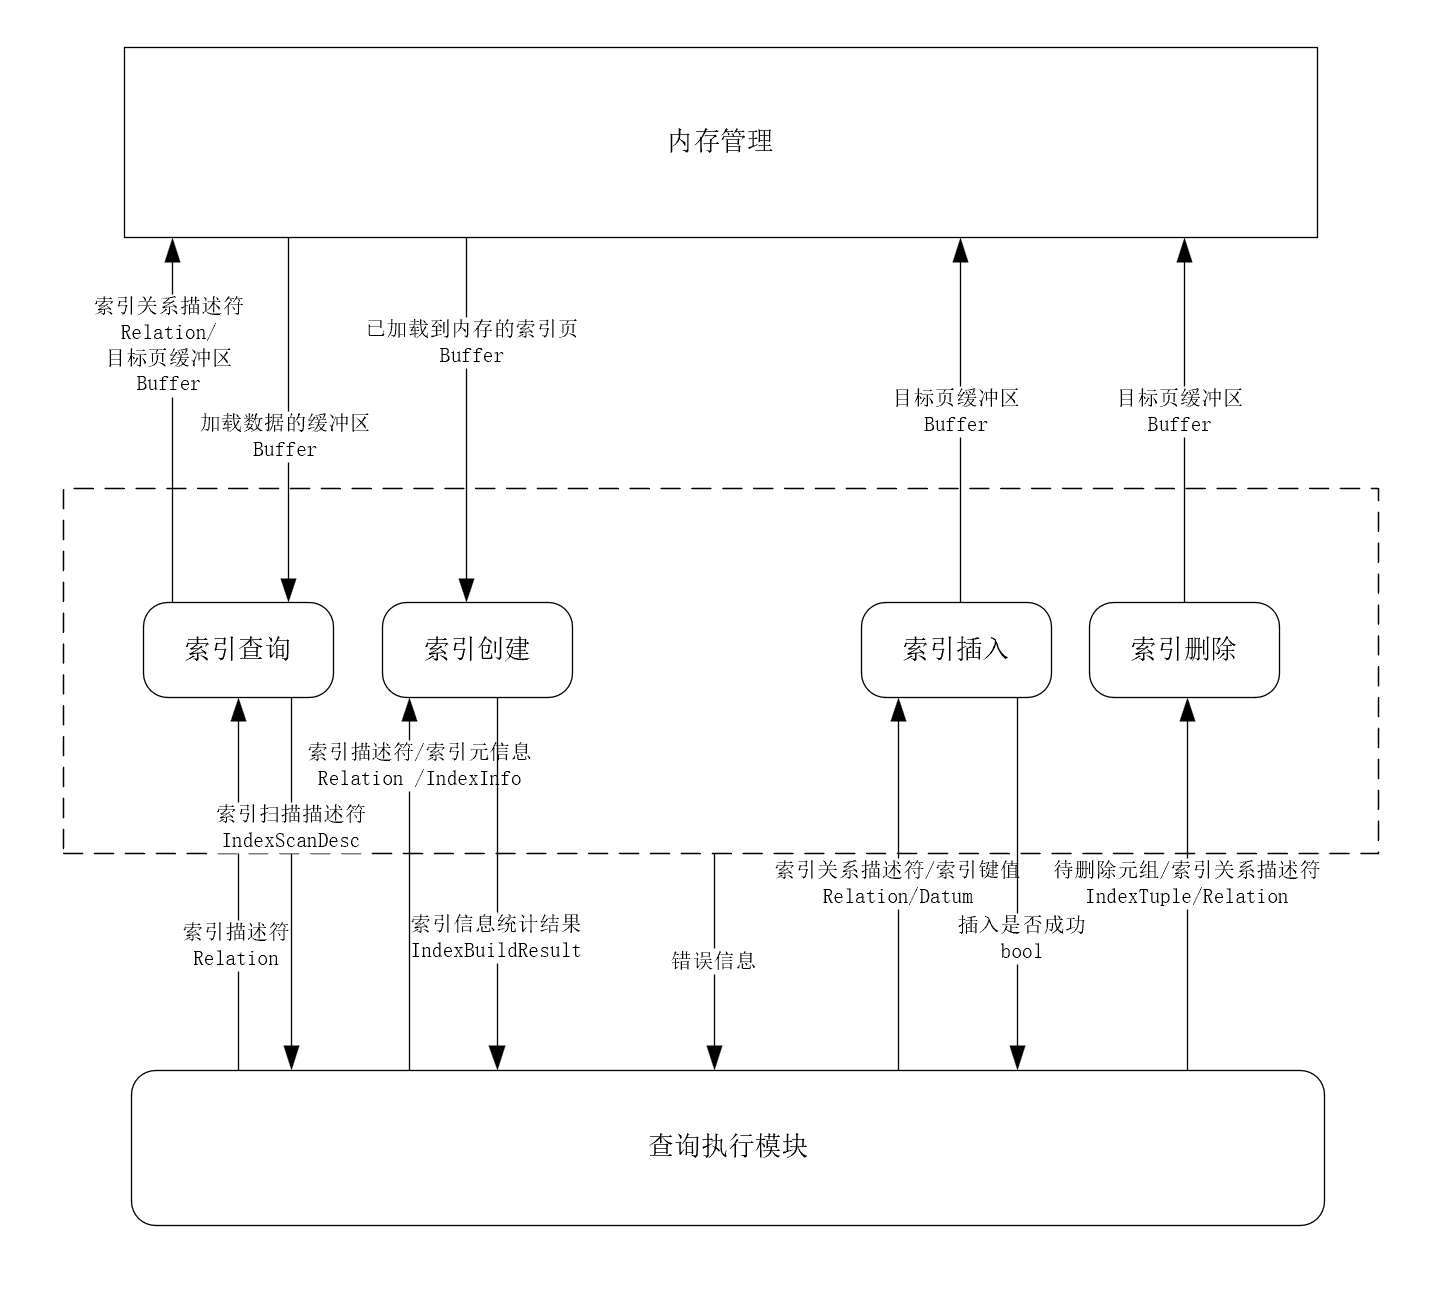 内存管理
索引关系描述符
Relation/
目标页缓冲区
Buffer
加载数据的缓冲区
Buffer
已加载到内存的索引页
Buffer
目标页缓冲区
Buffer
目标页缓冲区
Buffer
索引查询
索引创建
索引插入
索引删除
索引描述符/索引元信息
Relation /IndexInfo
索引扫描描述符
IndexScanDesc
索引关系描述符/索引键值
Relation/Datum
待删除元组/索引关系描述符
IndexTuple/Relation
索引描述符
Relation
索引信息统计结果
IndexBuildResult
错误信息
插入是否成功
bool
查询执行模块